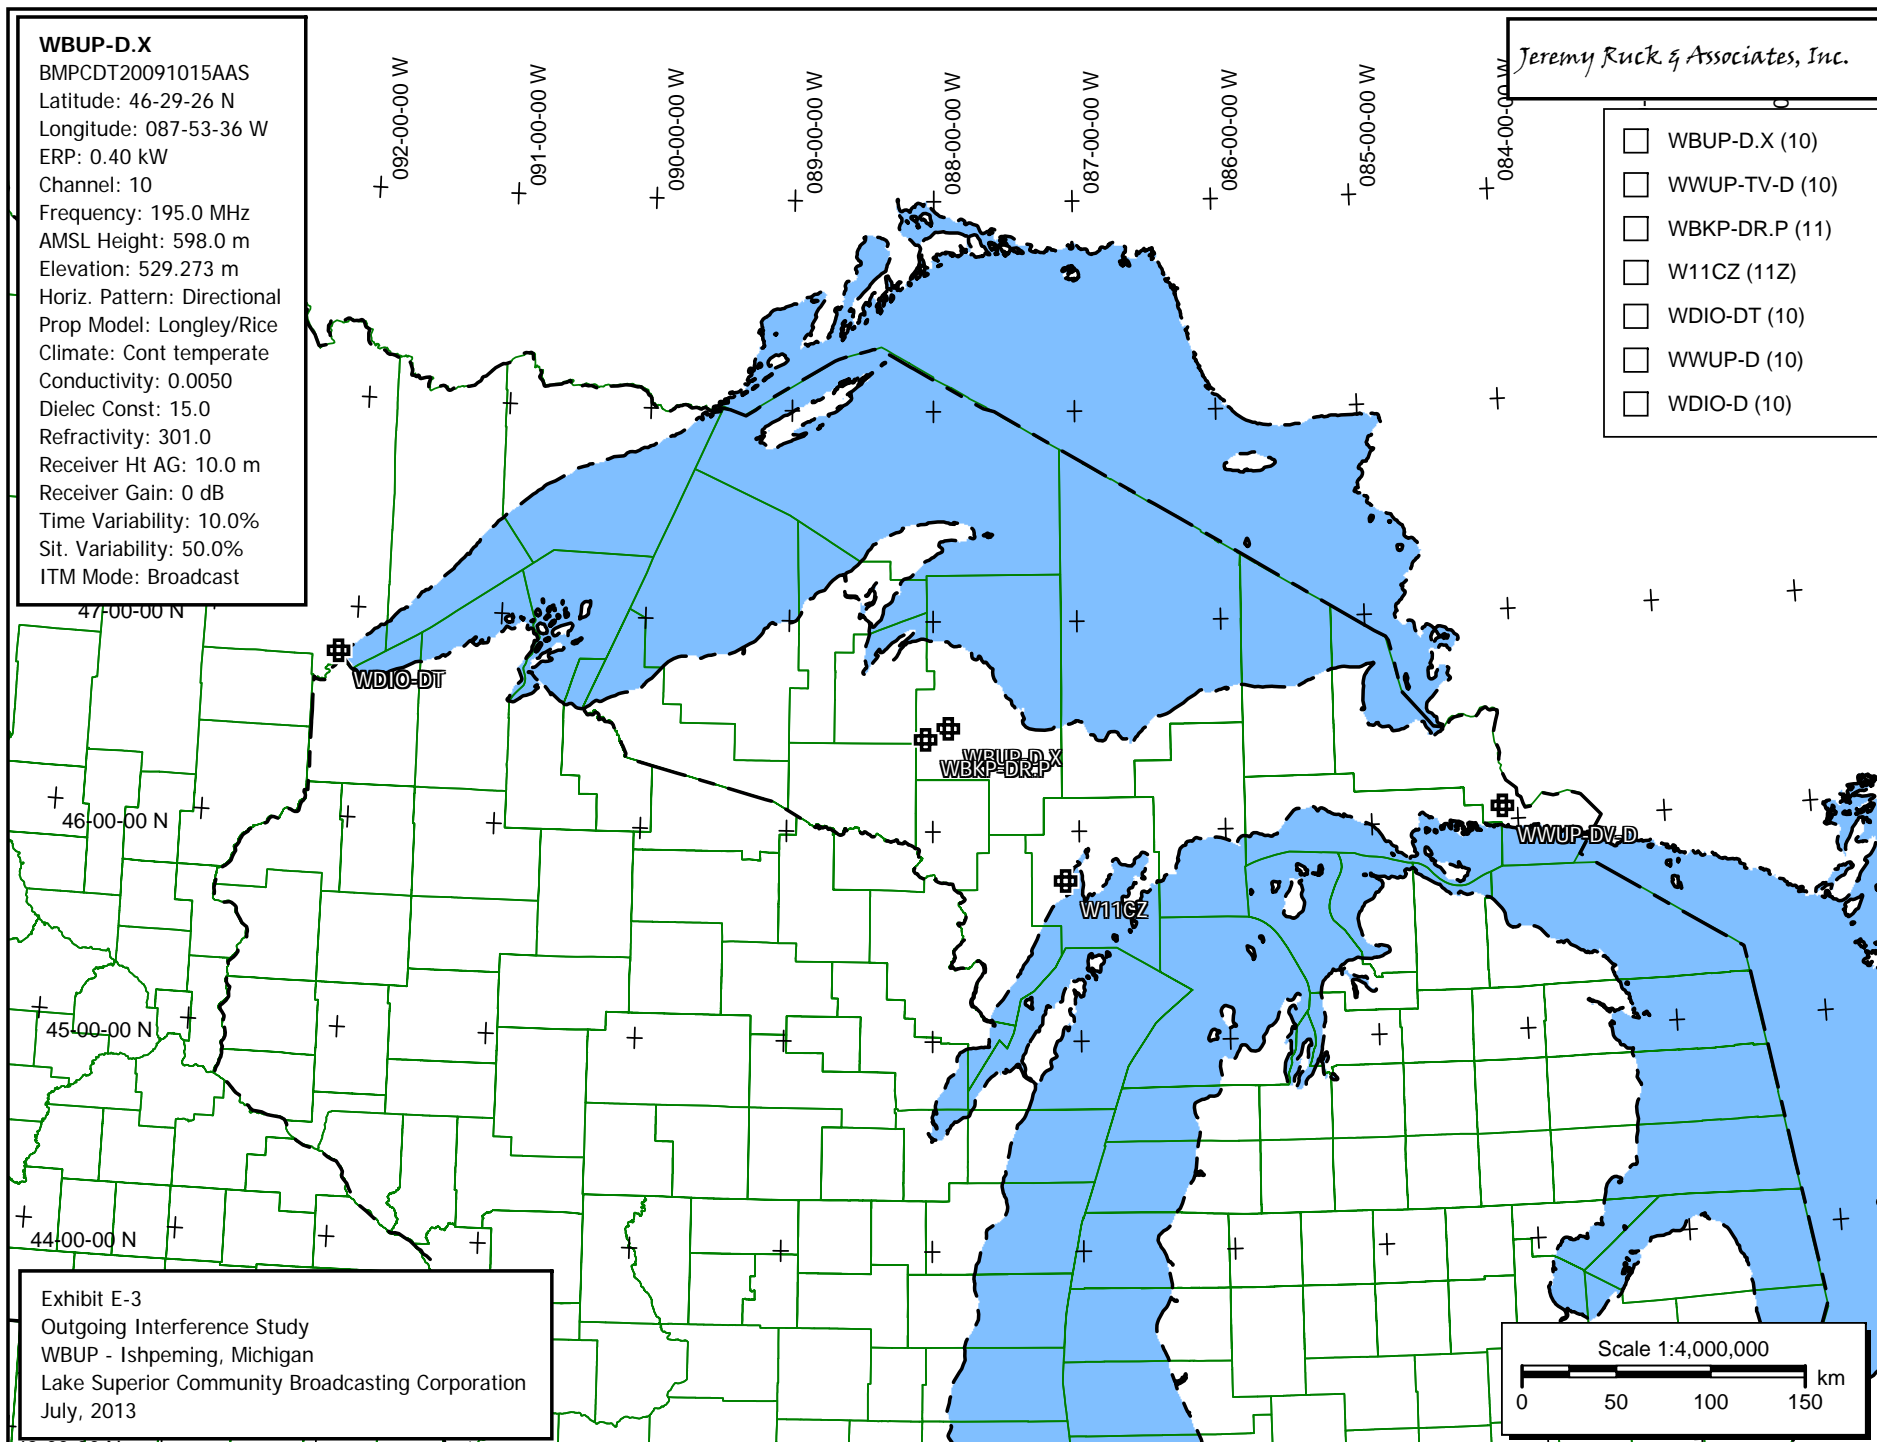 WBUP-D.X
BMPCDT20091015AAS
Latitude: 46-29-26 N
Longitude: 087-53-36 W
ERP: 0.40 kW
Channel: 10
Frequency: 195.0 MHz
AMSL Height: 598.0 m
Elevation: 529.273 m
Horiz. Pattern: Directional
Prop Model: Longley/Rice
Climate: Cont temperate
Conductivity: 0.0050
Dielec Const: 15.0
Refractivity: 301.0
Receiver Ht AG: 10.0 m
Receiver Gain: 0 dB
Time Variability: 10.0%
Sit. Variability: 50.0%
ITM Mode: Broadcast
092-00-00 W
091-00-00 W
090-00-00 W
089-00-00 W
088-00-00 W
087-00-00 W
086-00-00 W
085-00-00 W
084-00-00 W
Jeremy Ruck & Associates, Inc.
WBUP-D.X (10)
WWUP-TV-D (10)
WBKP-DR.P (11)
W11CZ (11Z)
WDIO-DT (10)
WWUP-D (10)
WDIO-D (10)
47-00-00 N
WDIO-DT
WBUP-D.X
WBKP-DR.P
46-00-00 N
WWUP-DV-D
W11CZ
45-00-00 N
44-00-00 N
Exhibit E-3
Outgoing Interference Study
WBUP - Ishpeming, Michigan
Lake Superior Community Broadcasting Corporation
July, 2013
Scale 1:4,000,000
0 50 100 150 km